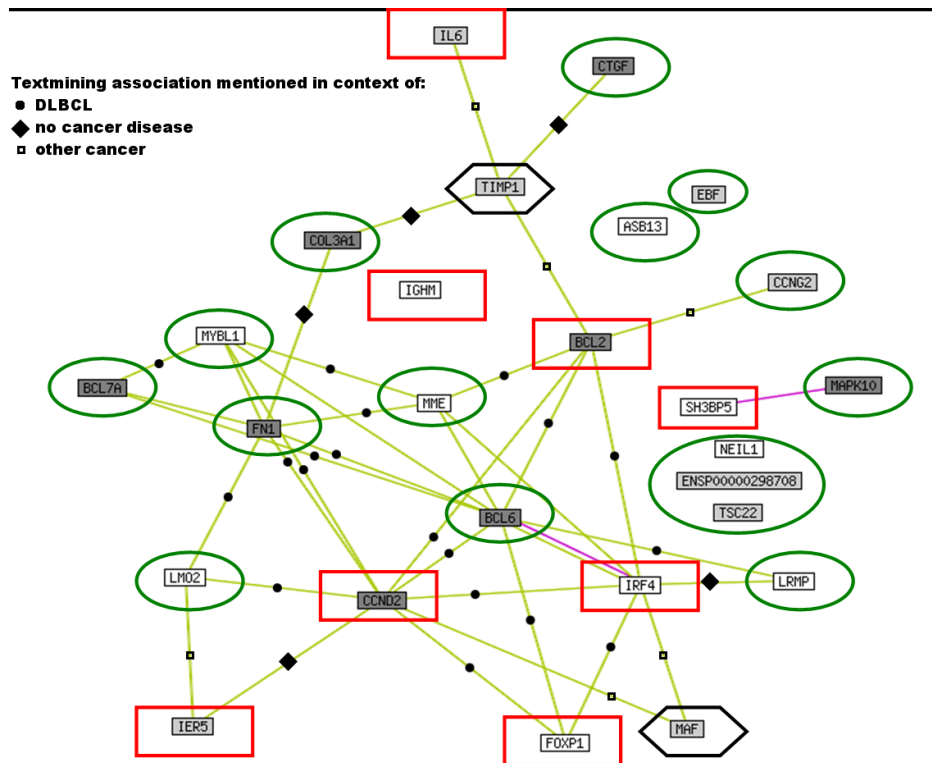 IL6
CTGF
Textmining association mentioned in context of:
DLBCL
no cancer disease
other cancer
TIMP1
EBF
ASB13
COL3A1
CCNG2
IGHM
MYBL1
BCL2
BCL7A
MAPK10
MME
SH3BP5
FN1
NEIL1
ENSP00000298708
TSC22
BCL6
LMO2
IRF4
LRMP
CCND2
IER5
MAF
FOXP1